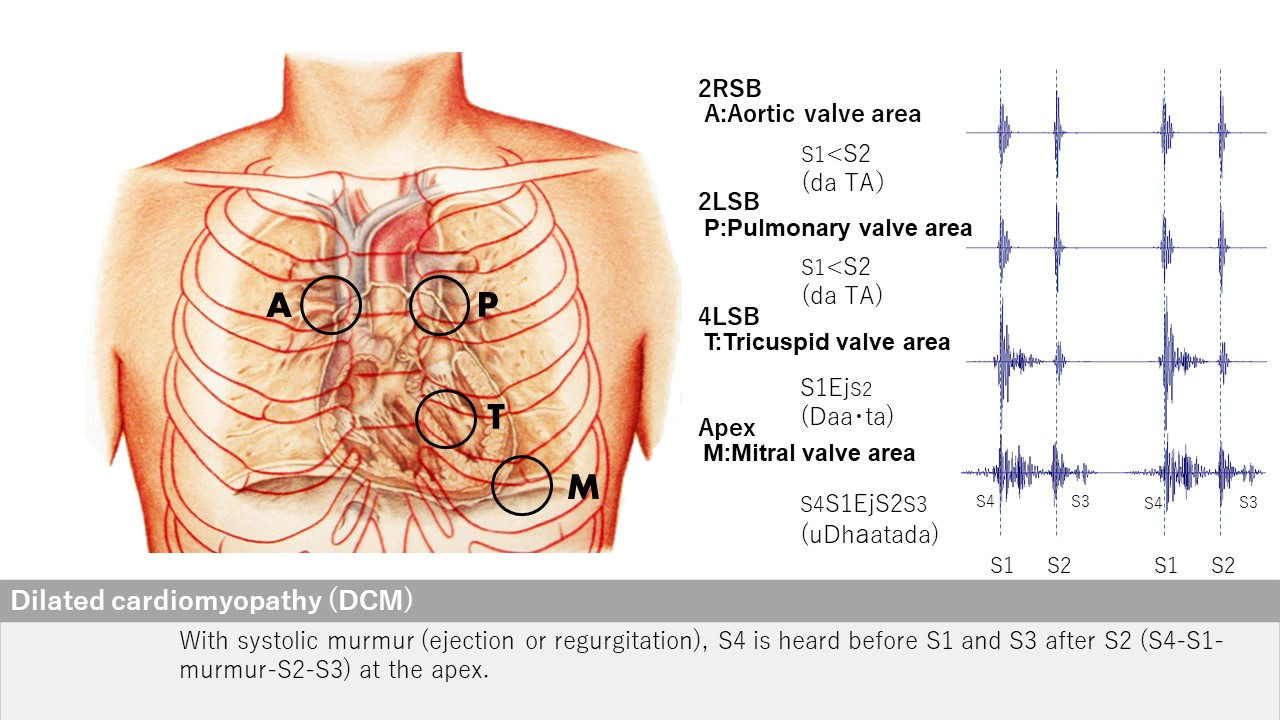 A
P
T
M
2RSB
A:Aortic valve area
S1<S2
(da TA)
2LSB
P:Pulmonary valve area
S1<S2
(da TA)
4LSB
T:Tricuspid valve area
S1EjS2
(Daa・ta)
Apex
M:Mitral valve area
S4S1EjS2S3
(uDhaatada)
S4 S3 S4 S3
S1 S2 S1 S2
Dilated cardiomyopathy (DCM)
With systolic murmur (ejection or regurgitation), S4 is heard before S1 and S3 after S2 (S4-S1-
murmur-S2-S3) at the apex.